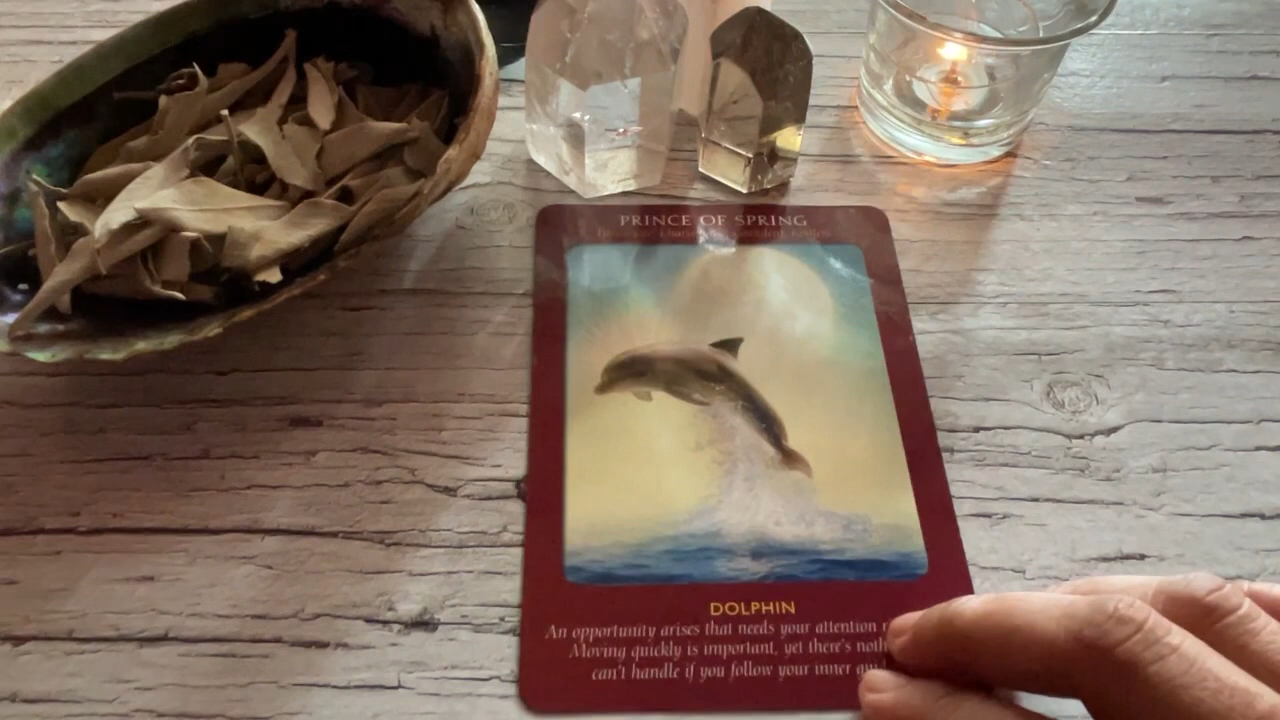 PRINCE OF SPRING
DOLPHIN
An opportunity arises that needs your attention
Moving quickly is important, yet there's
can't handle if you follow your inner